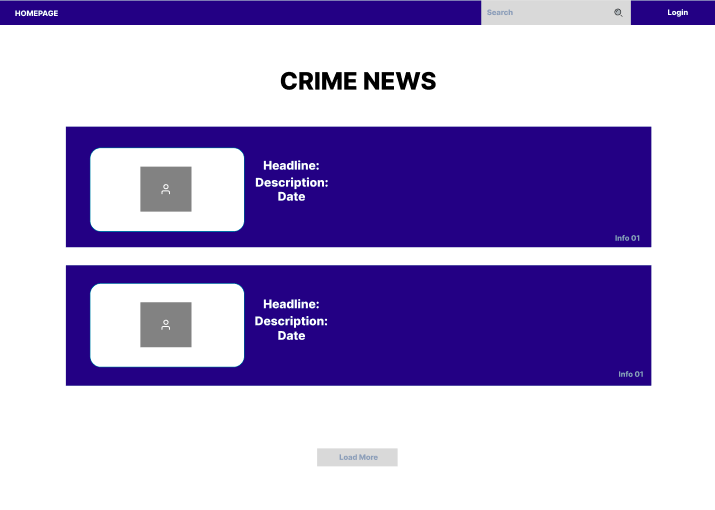 HOMEPAGE
Search
Login
CRIME NEWS
Headline:
Description:
Date
Info 01
Headline:
Description:
Date
Info 01
Load More